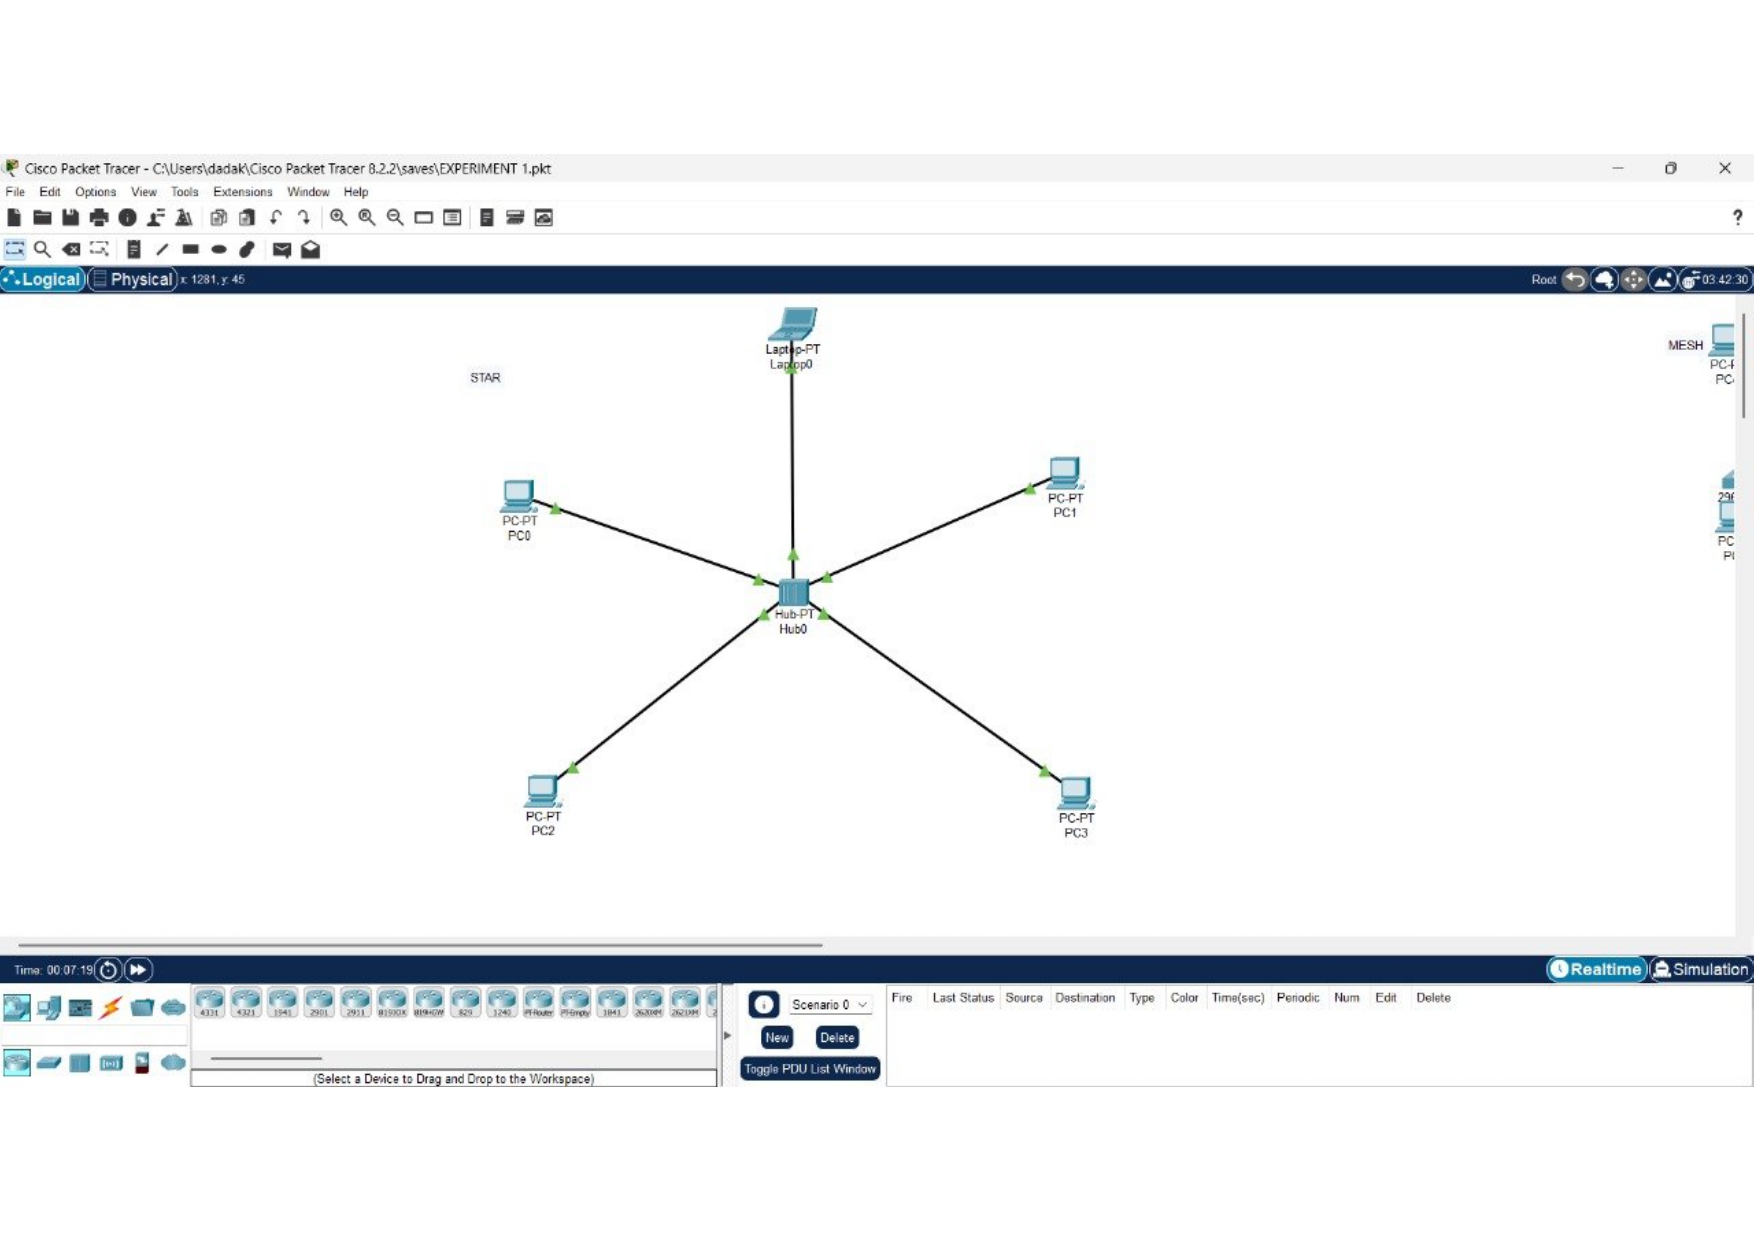 Cisco Packet Tracer - C:\Users\dadak\Cisco Packet Tracer 8.2.2\saves\EXPERIMENT 1.pkt
File Edit Options View Tools Extensions Window Help
?
Logical Physical x: 1281, y: 45 Root 03:42:30
Laptop-PT
Laptop0
STAR
MESH
PC-PT
PC0
PC-PT
PC1
Hub-PT
Hub0
PC-PT
PC2
PC-PT
PC3
Time: 00:07:19 Realtime Simulation
4331 4321 1941 2901 2911 819IOX 819HGW 829 1240 PT-Router PT-Empty 1841 2620XM 2621XM
(Select a Device to Drag and Drop to the Workspace)
Scenario 0
New Delete
Toggle PDU List Window
Fire Last Status Source Destination Type Color Time(sec) Periodic Num Edit Delete